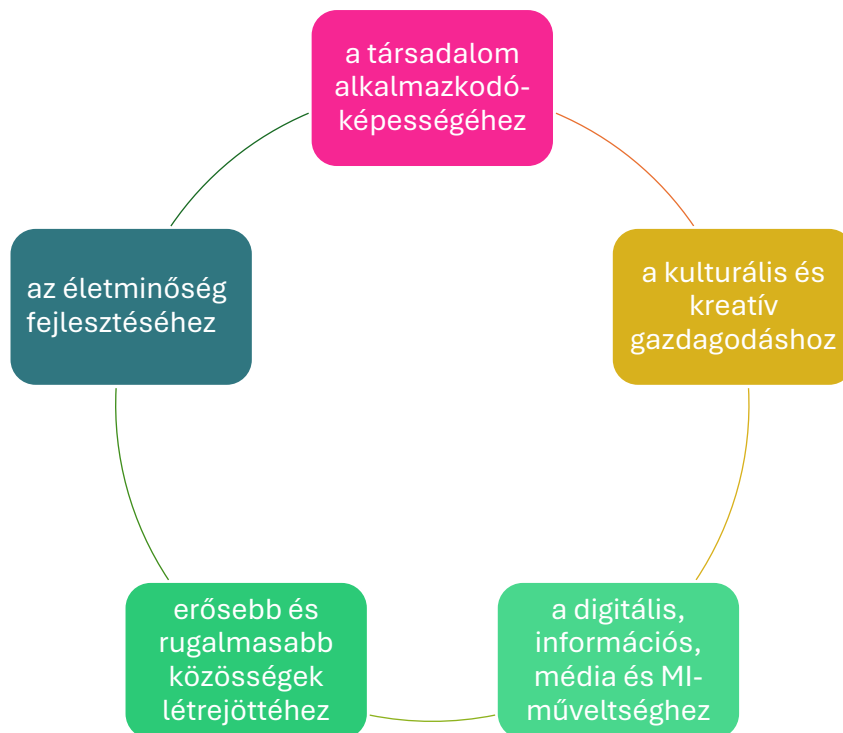 a társadalom
alkalmazkodó-
képességéhez
a kulturális és
kreatív
gazdagodáshoz
a digitális,
információs,
média és MI-
műveltséghez
erősebb és
rugalmasabb
közösségek
létrejöttéhez
az életminőség
fejlesztéséhez